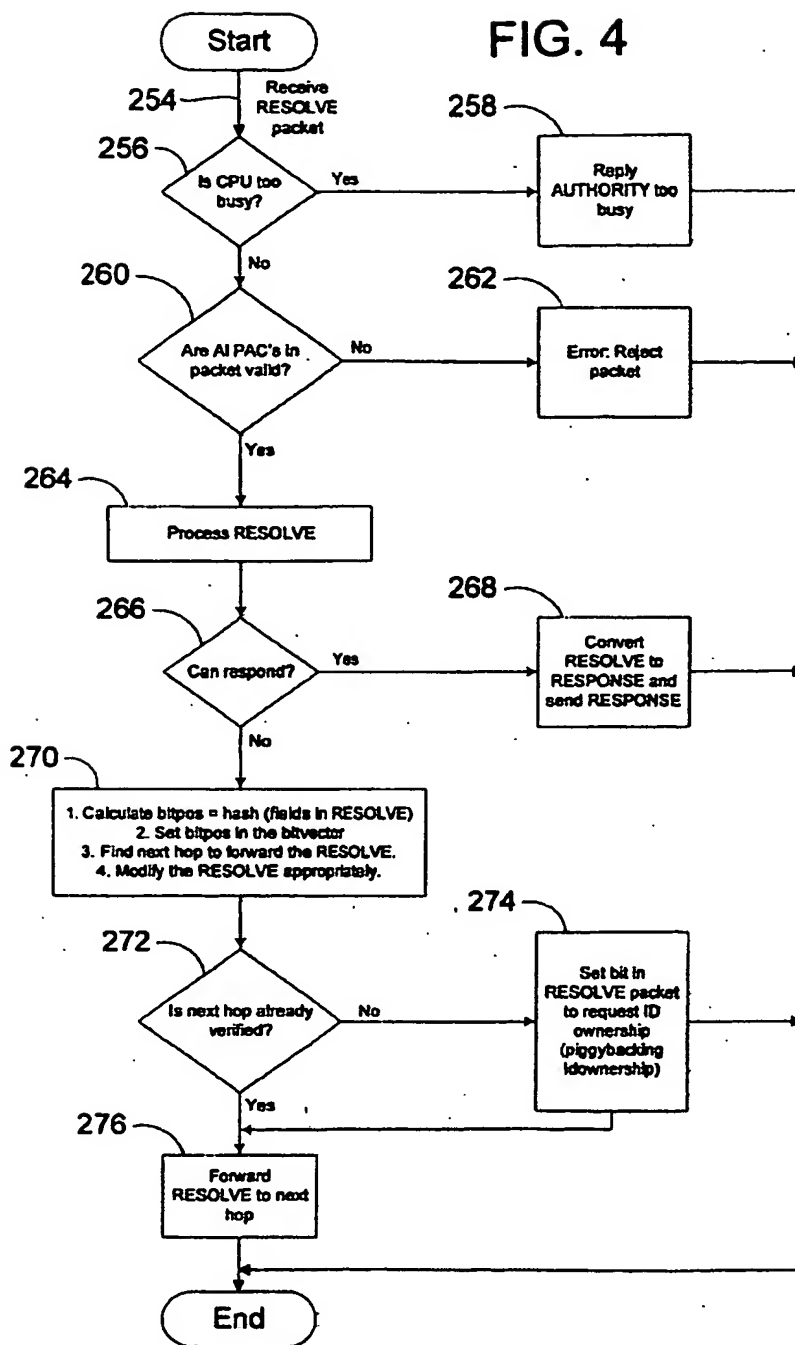 FIG. 4
Start
254
Receive
RESOLVE
packet
256
Is CPU too
busy?
Yes
258
Reply
AUTHORITY too
busy
No
260
Are Al PAC's in
packet valid?
No
262
Error: Reject
packet
Yes
264
Process RESOLVE
266
Can respond?
Yes
268
Convert
RESOLVE to
RESPONSE and
send RESPONSE
No
270
1. Calculate bitpos = hash (fields in RESOLVE)
2. Set bitpos in the bitvector
3. Find next hop to forward the RESOLVE.
4. Modify the RESOLVE appropriately.
272
Is next hop already
verified?
No
274
Set bit in
RESOLVE packet
to request ID
ownership
(piggybacking
Idownership)
Yes
276
Forward
RESOLVE to next
hop
End